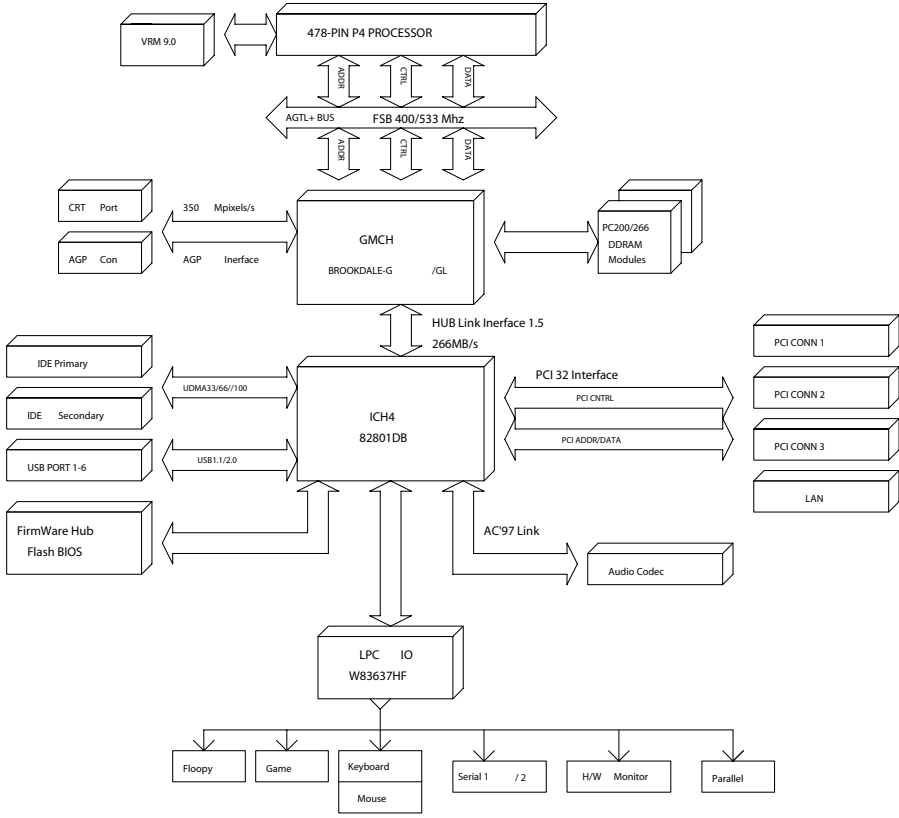 VRM 9.0
478-PIN P4 PROCESSOR
ADDR
CTRL
DATA
AGTL+ BUS
FSB 400/533 Mhz
ADDR
CTRL
DATA
CRT Port
350 Mpixels/s
AGP Con
AGP Inerface
GMCH
BROOKDALE-G /GL
PC200/266
DDRAM
Modules
HUB Link Inerface 1.5
266MB/s
IDE Primary
UDMA33/66//100
IDE Secondary
USB PORT 1-6
USB1.1/2.0
ICH4
82801DB
PCI 32 Interface
PCI CNTRL
PCI ADDR/DATA
PCI CONN 1
PCI CONN 2
PCI CONN 3
LAN
FirmWare Hub
Flash BIOS
AC'97 Link
Audio Codec
LPC IO
W83637HF
Floopy
Game
Keyboard
Mouse
Serial 1 / 2
H/W Monitor
Parallel